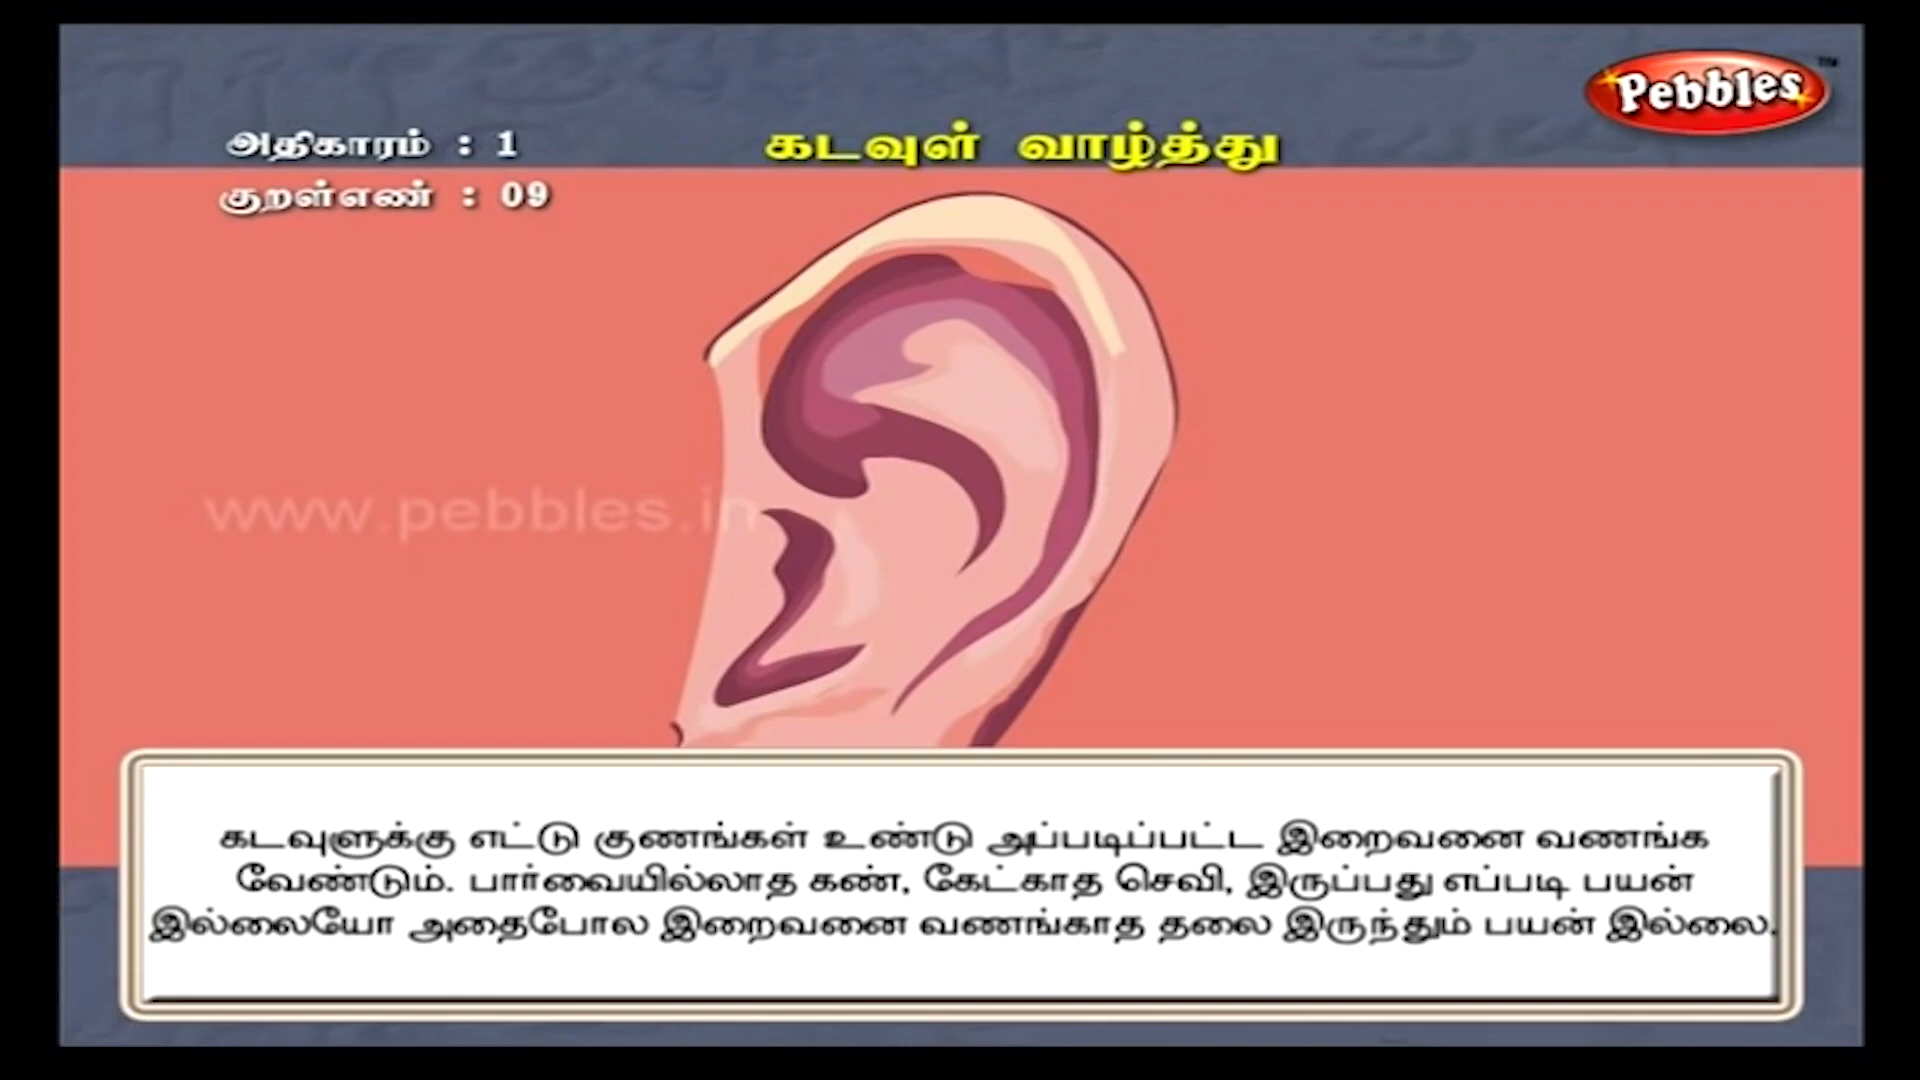 Pebbles TM
அதிகாரம் : 1
கடவுள் வாழ்த்து
குறள்எண் : 09
www.pebbles.in
கடவுளுக்கு எட்டு குணங்கள் உண்டு அப்படிப்பட்ட இறைவனை வணங்க
வேண்டும். பார்வையில்லாத கண், கேட்காத செவி, இருப்பது எப்படி பயன்
இல்லையோ அதைபோல இறைவனை வணங்காத தலை இருந்தும் பயன் இல்லை.